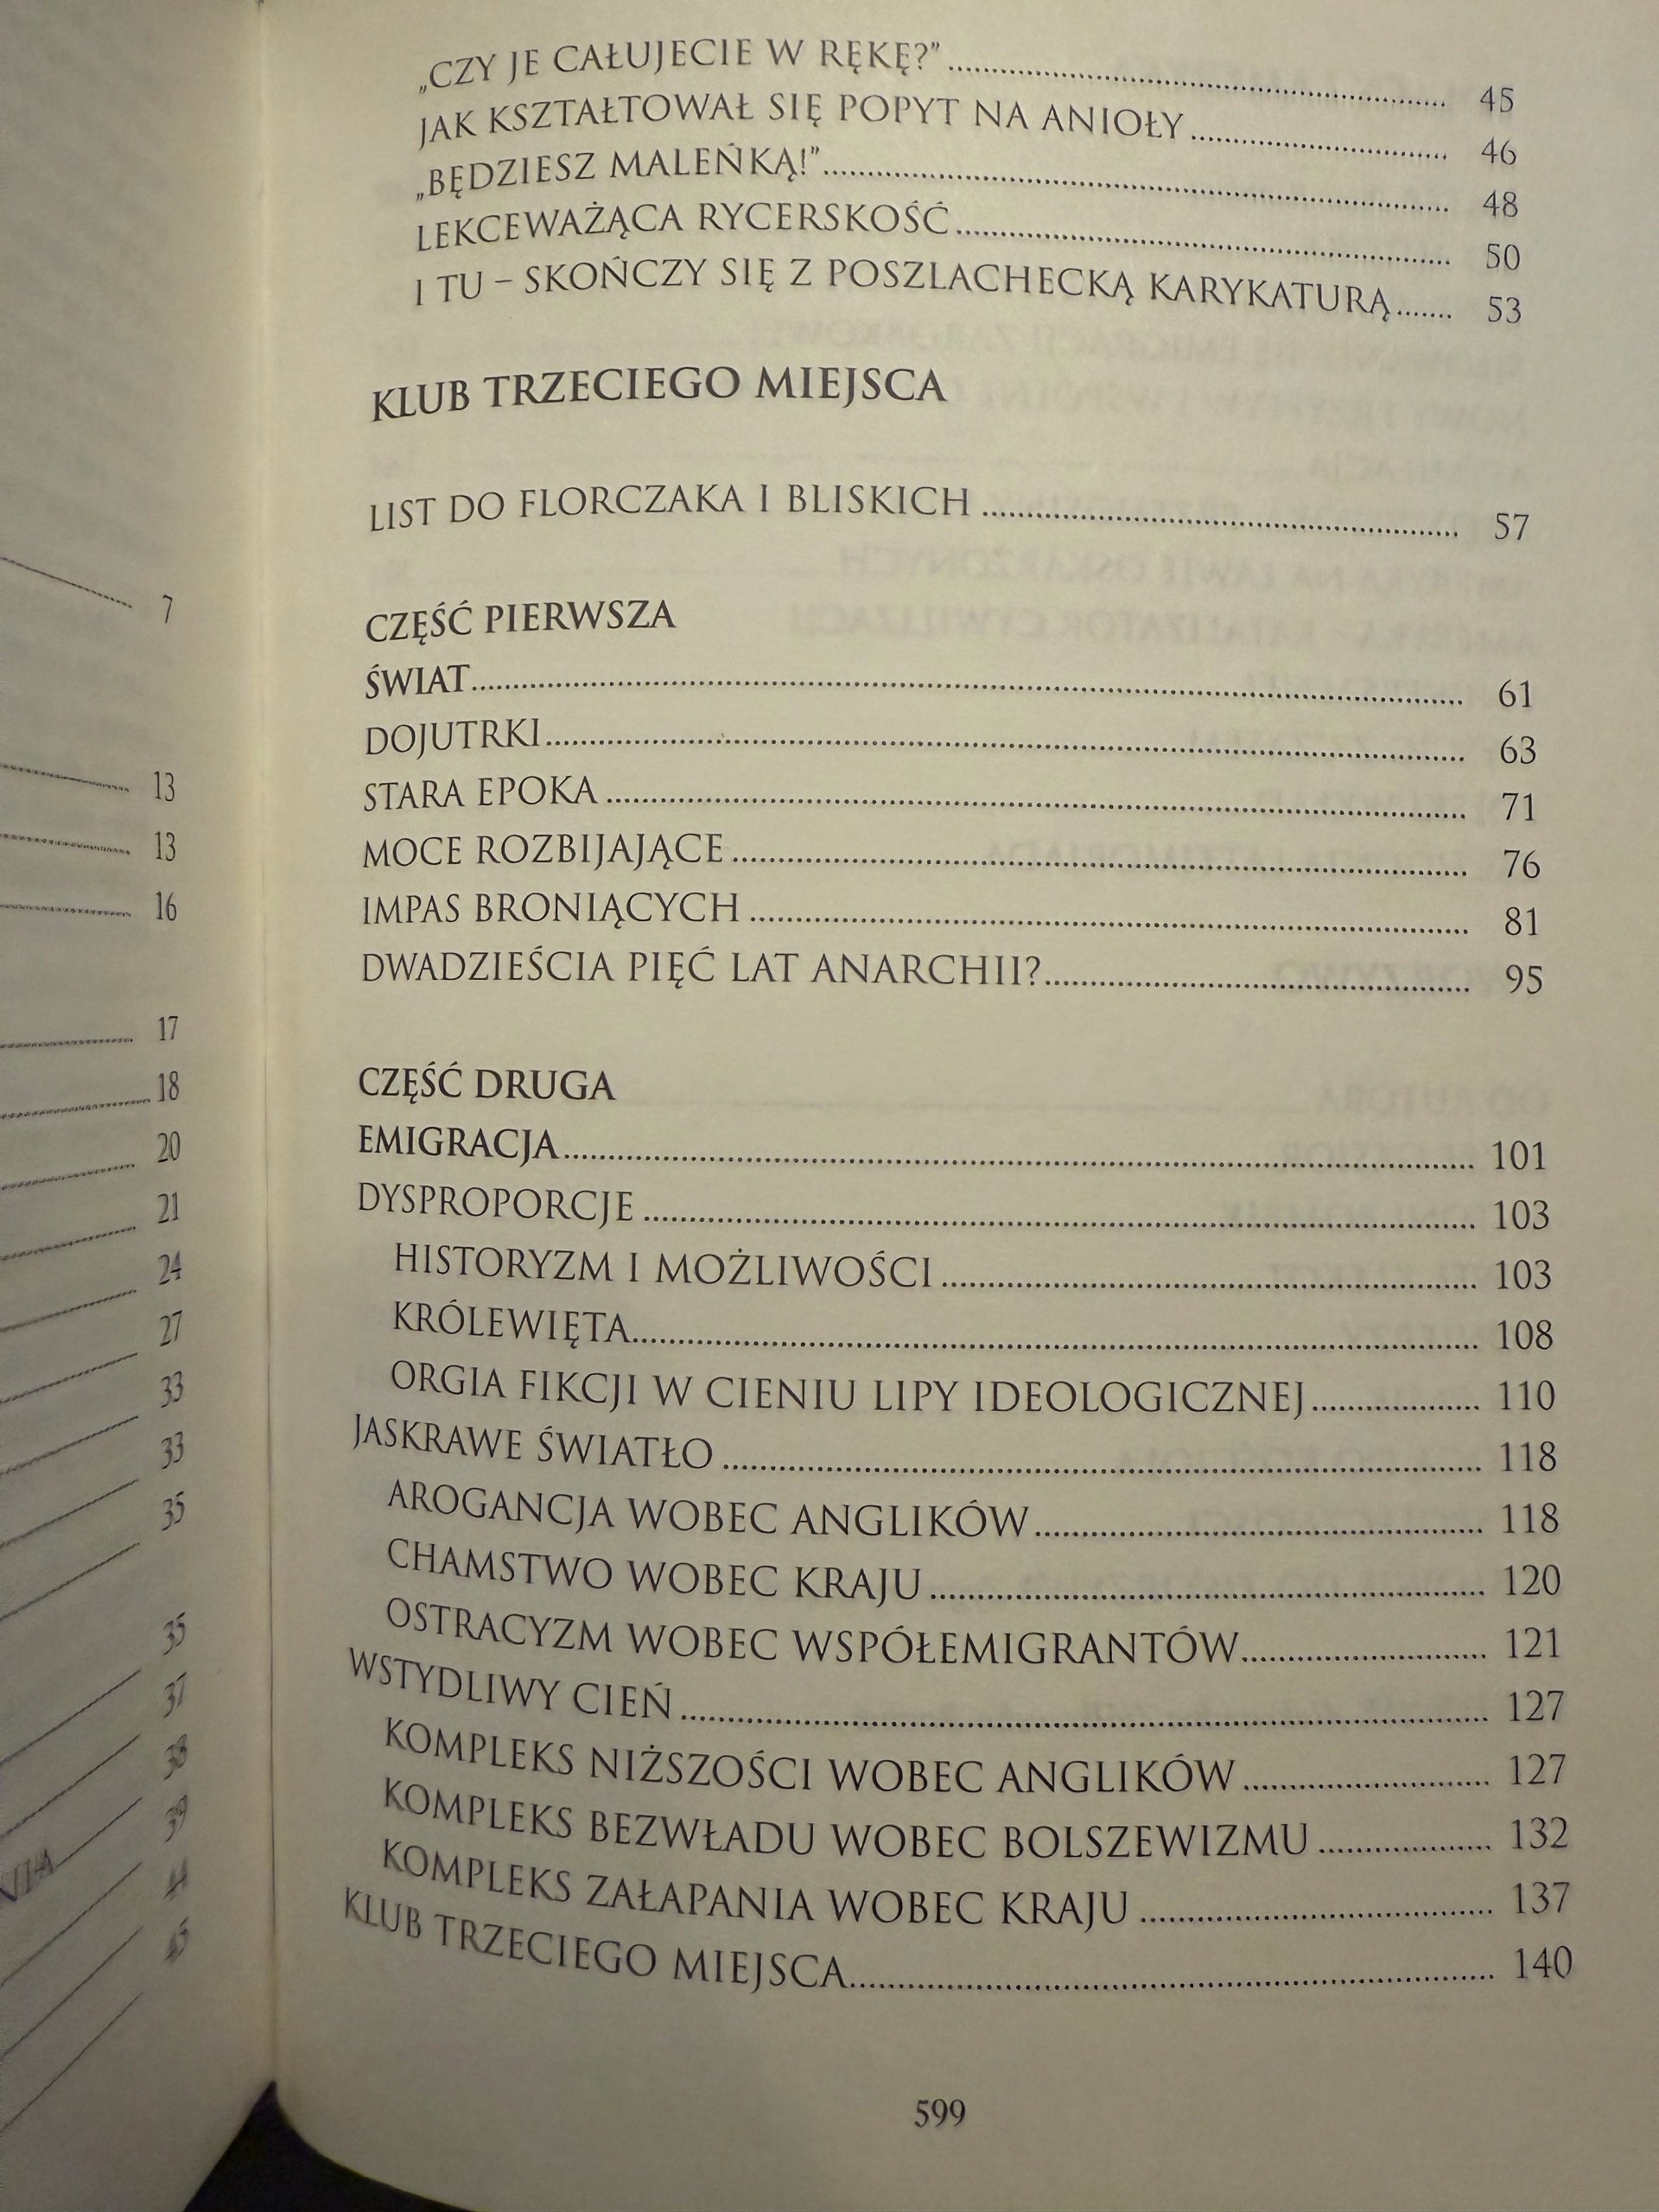 7
13
13
16
17
18
20
21
24
27
33
33
35
35
37
38
39
„CZY JE CAŁUJECIE W RĘKĘ?” 45
JAK KSZTAŁTOWAŁ SIĘ POPYT NA ANIOŁY 46
„BĘDZIESZ MALEŃKĄ!” 48
LEKCEWAŻĄCA RYCERSKOŚĆ 50
I TU – SKOŃCZY SIĘ Z POSZLACHECKĄ KARYKATURĄ 53
KLUB TRZECIEGO MIEJSCA
LIST DO FLORCZAKA I BLISKICH 57
CZĘŚĆ PIERWSZA
ŚWIAT 61
DOJUTRKI 63
STARA EPOKA 71
MOCE ROZBIJAJĄCE 76
IMPAS BRONIĄCYCH 81
DWADZIEŚCIA PIĘĆ LAT ANARCHII? 95
CZĘŚĆ DRUGA
EMIGRACJA 101
DYSPROPORCJE 103
HISTORYZM I MOŻLIWOŚCI 103
KRÓLEWIĘTA 108
ORGIA FIKCJI W CIENIU LIPY IDEOLOGICZNEJ 110
JASKRAWE ŚWIATŁO 118
AROGANCJA WOBEC ANGLIKÓW 118
CHAMSTWO WOBEC KRAJU 120
OSTRACYZM WOBEC WSPÓŁEMIGRANTÓW 121
WSTYDLIWY CIEŃ 127
KOMPLEKS NIŻSZOŚCI WOBEC ANGLIKÓW 127
KOMPLEKS BEZWŁADU WOBEC BOLSZEWIZMU 132
KOMPLEKS ZAŁAPANIA WOBEC KRAJU 137
KLUB TRZECIEGO MIEJSCA 140
599